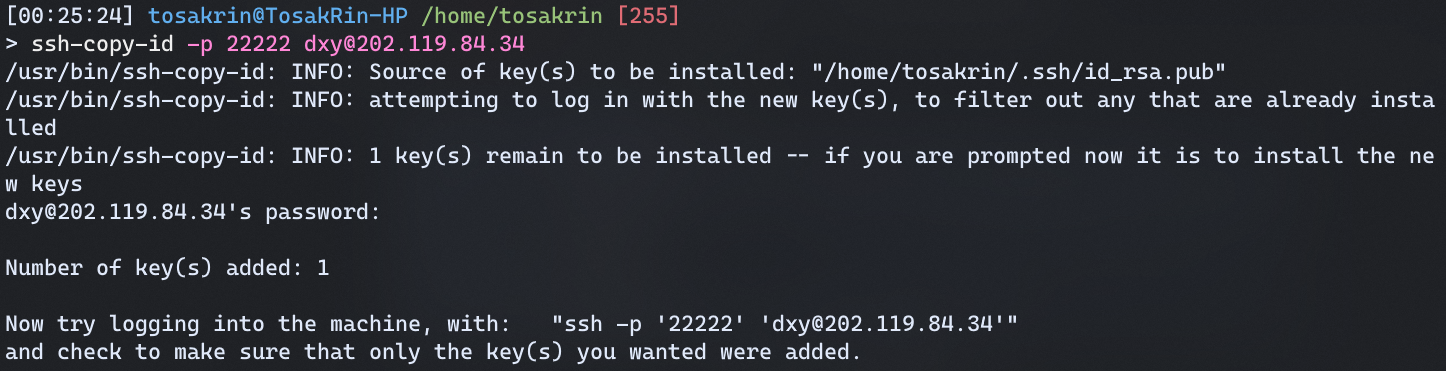 [00:25:24] tosakrin@TosakRin-HP /home/tosakrin [255]
> ssh-copy-id -p 22222 dxy@202.119.84.34
/usr/bin/ssh-copy-id: INFO: Source of key(s) to be installed: "/home/tosakrin/.ssh/id_rsa.pub"
/usr/bin/ssh-copy-id: INFO: attempting to log in with the new key(s), to filter out any that are already insta
lled
/usr/bin/ssh-copy-id: INFO: 1 key(s) remain to be installed -- if you are prompted now it is to install the ne
w keys
dxy@202.119.84.34's password:
Number of key(s) added: 1
Now try logging into the machine, with:   "ssh -p '22222' 'dxy@202.119.84.34'"
and check to make sure that only the key(s) you wanted were added.